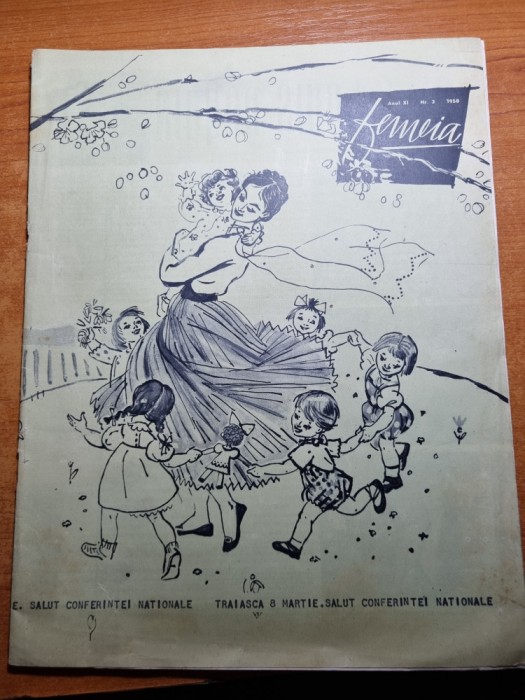 Anul XI Nr. 3 1958
femeia
E. SALUT CONFERINTEI NATIONALE TRAIASCA 8 MARTIE. SALUT CONFERINTEI NATIONALE